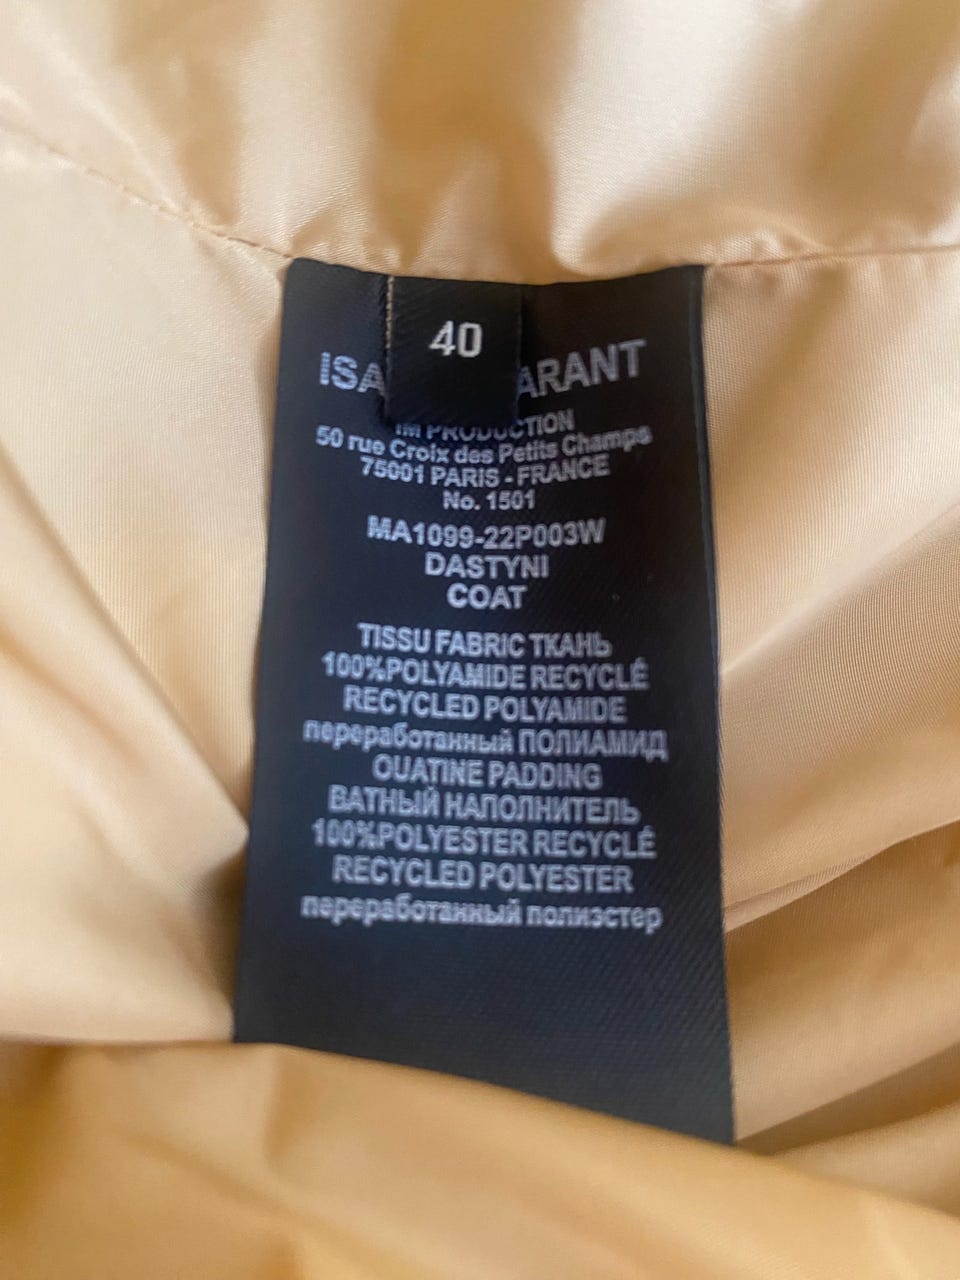 40
ISA ARANT
IM PRODUCTION
50 rue Croix des Petits Champs
75001 PARIS - FRANCE
No. 1501
MA1099-22P003W
DASTYNI
COAT
TISSU FABRIC ТКАНЬ
100%POLYAMIDE RECYCLÉ
RECYCLED POLYAMIDE
переработанный ПОЛИАМИД
OUATINE PADDING
ВАТНЫЙ НАПОЛНИТЕЛЬ
100%POLYESTER RECYCLÉ
RECYCLED POLYESTER
переработанный полиэстер